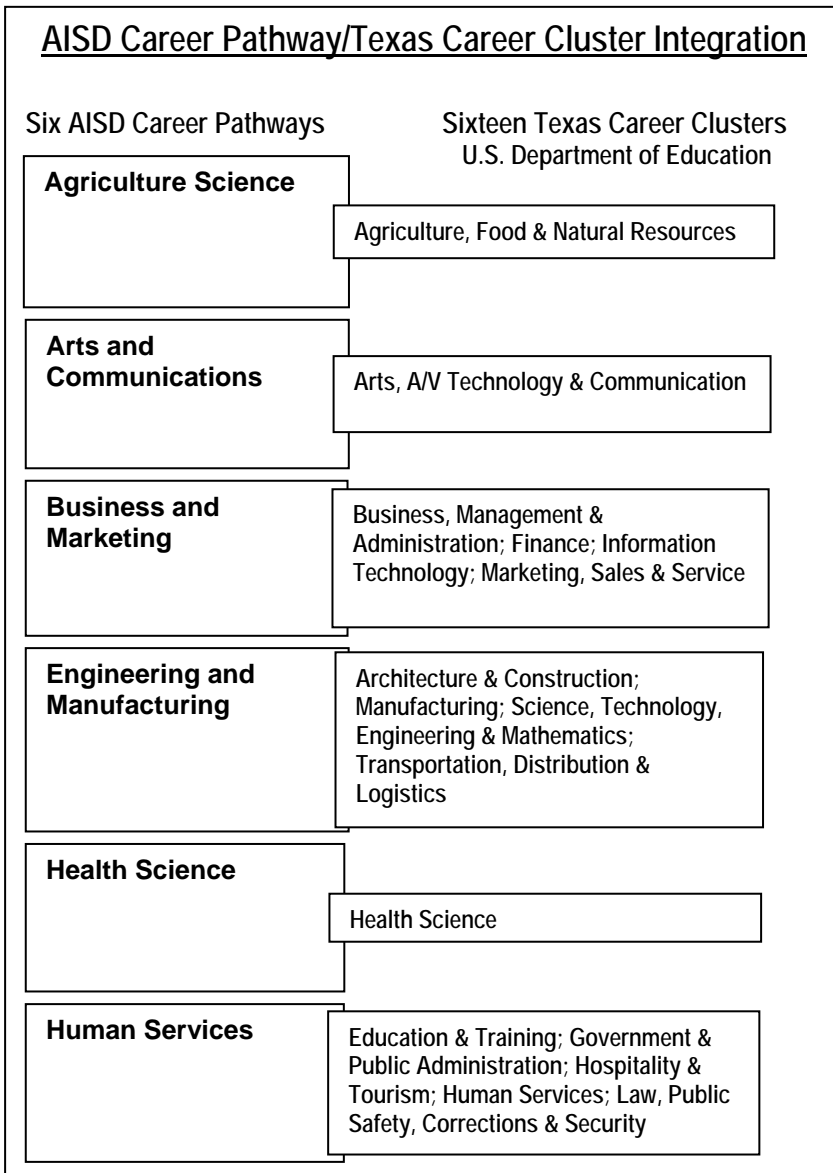 AISD Career Pathway/Texas Career Cluster Integration
Six AISD Career Pathways
Sixteen Texas Career Clusters
U.S. Department of Education
Agriculture Science
Agriculture, Food & Natural Resources
Arts and
Communications
Arts, A/V Technology & Communication
Business and
Marketing
Business, Management &
Administration; Finance; Information
Technology; Marketing, Sales & Service
Engineering and
Manufacturing
Architecture & Construction;
Manufacturing; Science, Technology,
Engineering & Mathematics;
Transportation, Distribution &
Logistics
Health Science
Health Science
Human Services
Education & Training; Government &
Public Administration; Hospitality &
Tourism; Human Services; Law, Public
Safety, Corrections & Security